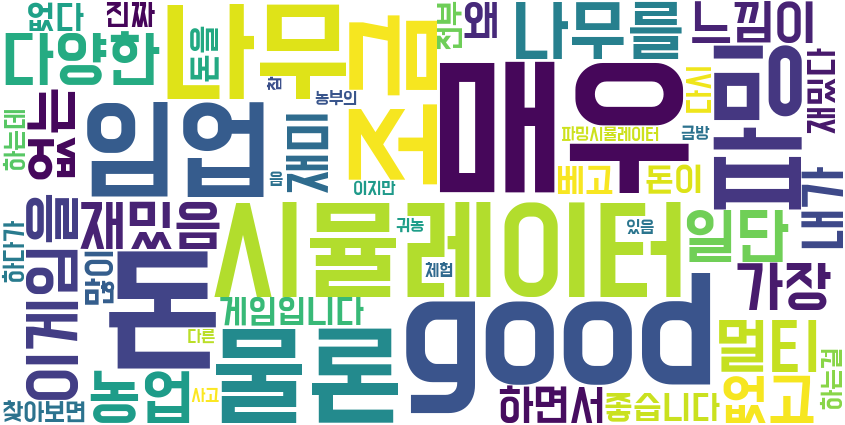 없다
진짜
돈을
나무
조금
전부
왜
나무를
느낌이
다양한
참
농부의
매우
다시
파밍
재밌다
하는데
없는
임업
재미
파밍시뮬레이터
금방
음
이지만
베고
돈이
내가
이게임을
재밌음
시뮬레이터
귀농
있음
일단
하다가
많이
돈
체험
가장
게임입니다
다른
물론
good
멀티
하는걸
찾아보면
농업
사고
하면서
좋습니다
없고